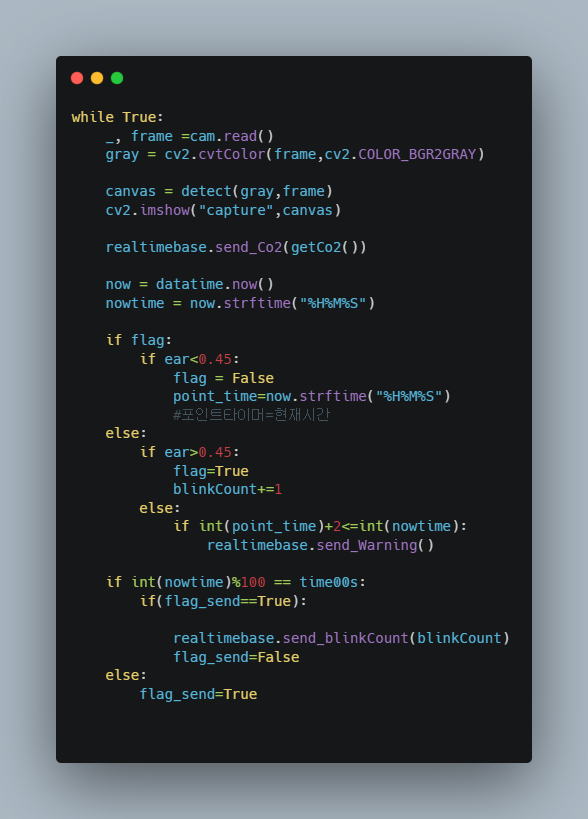 while True:
    _, frame =cam.read()
    gray = cv2.cvtColor(frame,cv2.COLOR_BGR2GRAY)

    canvas = detect(gray,frame)
    cv2.imshow("capture",canvas)

    realtimebase.send_Co2(getCo2())

    now = datatime.now()
    nowtime = now.strftime("%H%M%S")

    if flag:
        if ear<0.45:
            flag = False
            point_time=now.strftime("%H%M%S")
            #포인트타이머=현재시간
    else:
        if ear>0.45:
            flag=True
            blinkCount+=1
        else:
            if int(point_time)+2<=int(nowtime):
                realtimebase.send_Warning()

    if int(nowtime)%100 == time00s:
        if(flag_send==True):

            realtimebase.send_blinkCount(blinkCount)
            flag_send=False
    else:
        flag_send=True